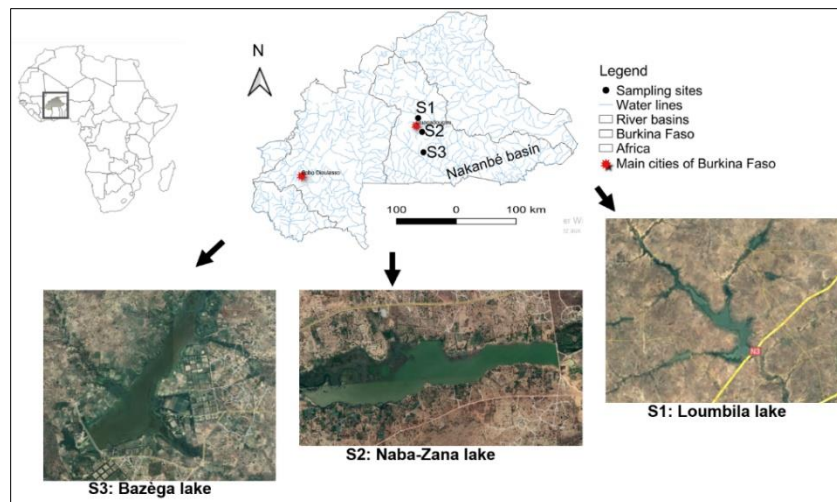 N
S1
S2
S3
Nakanbé basin
100 0 100 km
Legend
Sampling sites
Water lines
River basins
Burkina Faso
Africa
Main cities of Burkina Faso
N3
S3: Bazèga lake
S2: Naba-Zana lake
S1: Loumbila lake